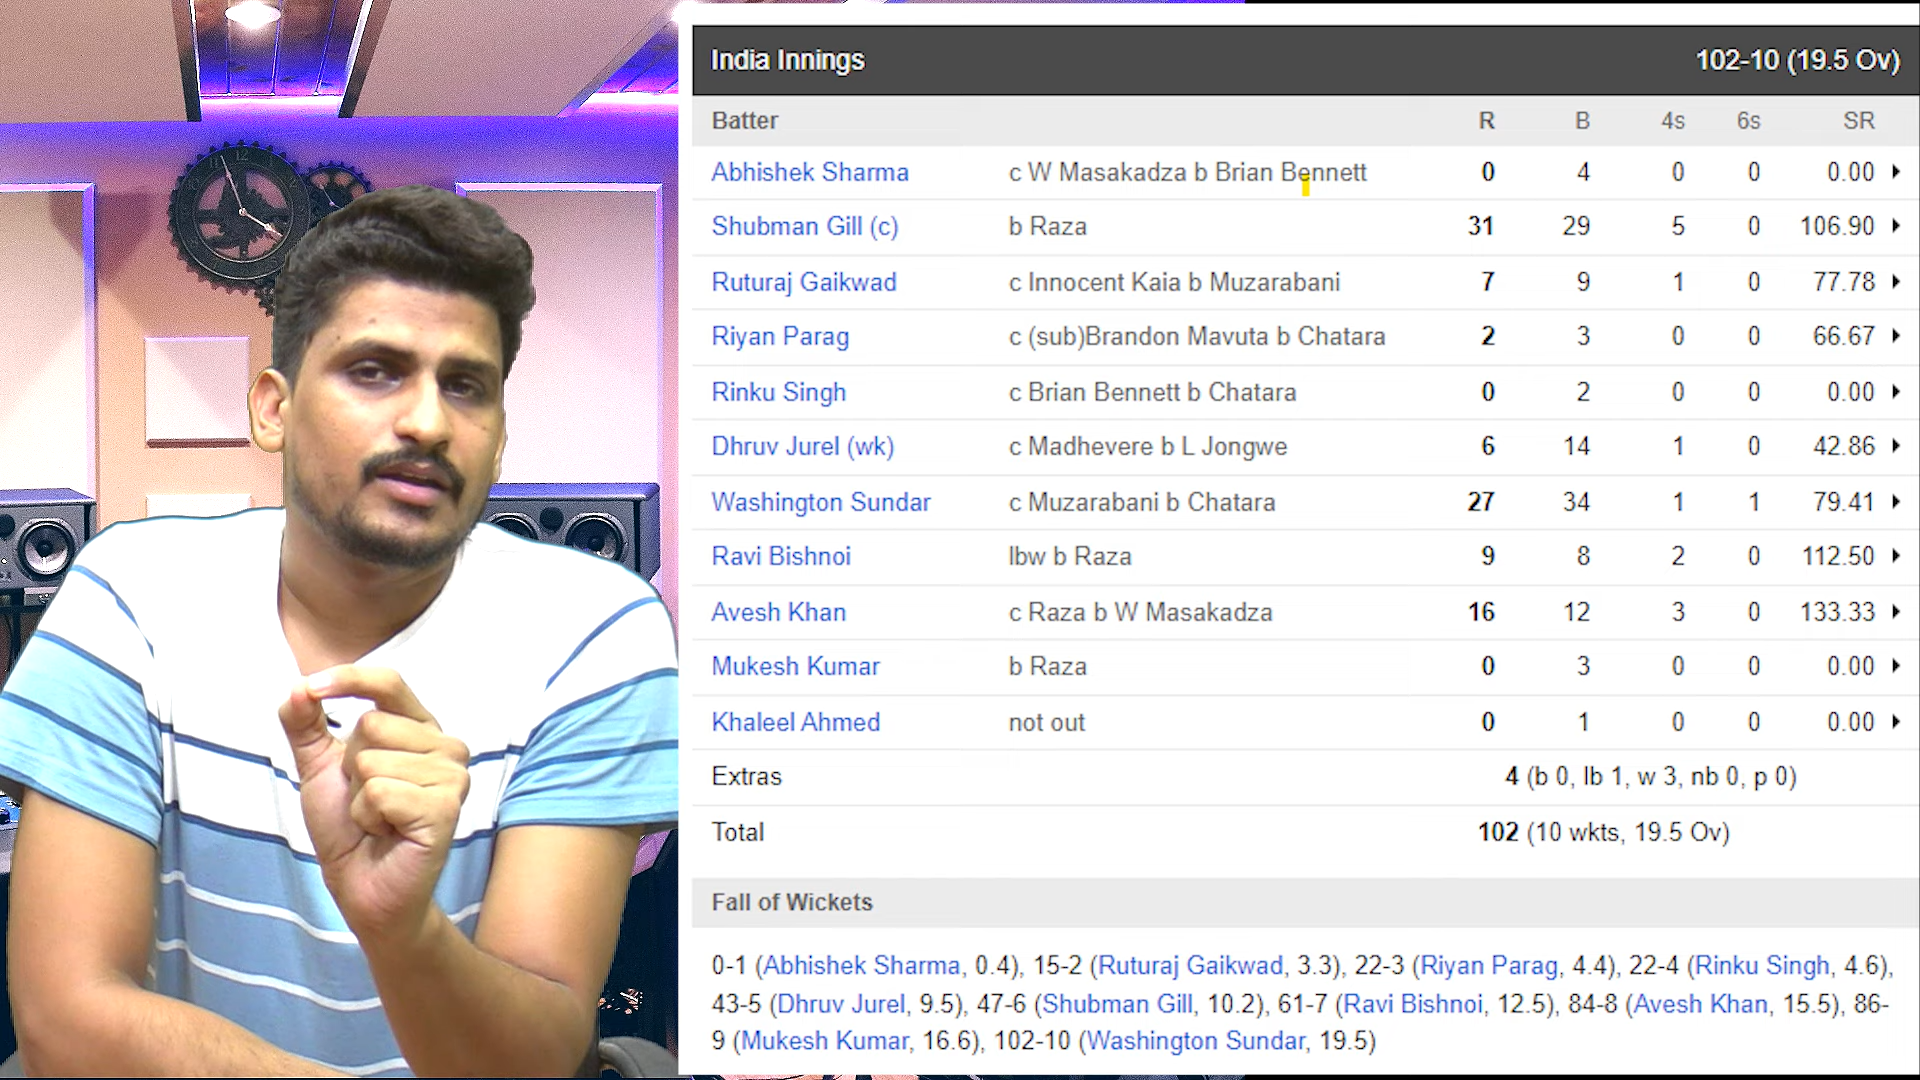 India Innings 102-10 (19.5 Ov)
Batter R B 4s 6s SR
Abhishek Sharma c W Masakadza b Brian Bennett 0 4 0 0 0.00
Shubman Gill (c) b Raza 31 29 5 0 106.90
Ruturaj Gaikwad c Innocent Kaia b Muzarabani 7 9 1 0 77.78
Riyan Parag c (sub)Brandon Mavuta b Chatara 2 3 0 0 66.67
Rinku Singh c Brian Bennett b Chatara 0 2 0 0 0.00
Dhruv Jurel (wk) c Madhevere b L Jongwe 6 14 1 0 42.86
Washington Sundar c Muzarabani b Chatara 27 34 1 1 79.41
Ravi Bishnoi lbw b Raza 9 8 2 0 112.50
Avesh Khan c Raza b W Masakadza 16 12 3 0 133.33
Mukesh Kumar b Raza 0 3 0 0 0.00
Khaleel Ahmed not out 0 1 0 0 0.00
Extras 4 (b 0, lb 1, w 3, nb 0, p 0)
Total 102 (10 wkts, 19.5 Ov)
Fall of Wickets
0-1 (Abhishek Sharma, 0.4), 15-2 (Ruturaj Gaikwad, 3.3), 22-3 (Riyan Parag, 4.4), 22-4 (Rinku Singh, 4.6),
43-5 (Dhruv Jurel, 9.5), 47-6 (Shubman Gill, 10.2), 61-7 (Ravi Bishnoi, 12.5), 84-8 (Avesh Khan, 15.5), 86-
9 (Mukesh Kumar, 16.6), 102-10 (Washington Sundar, 19.5)